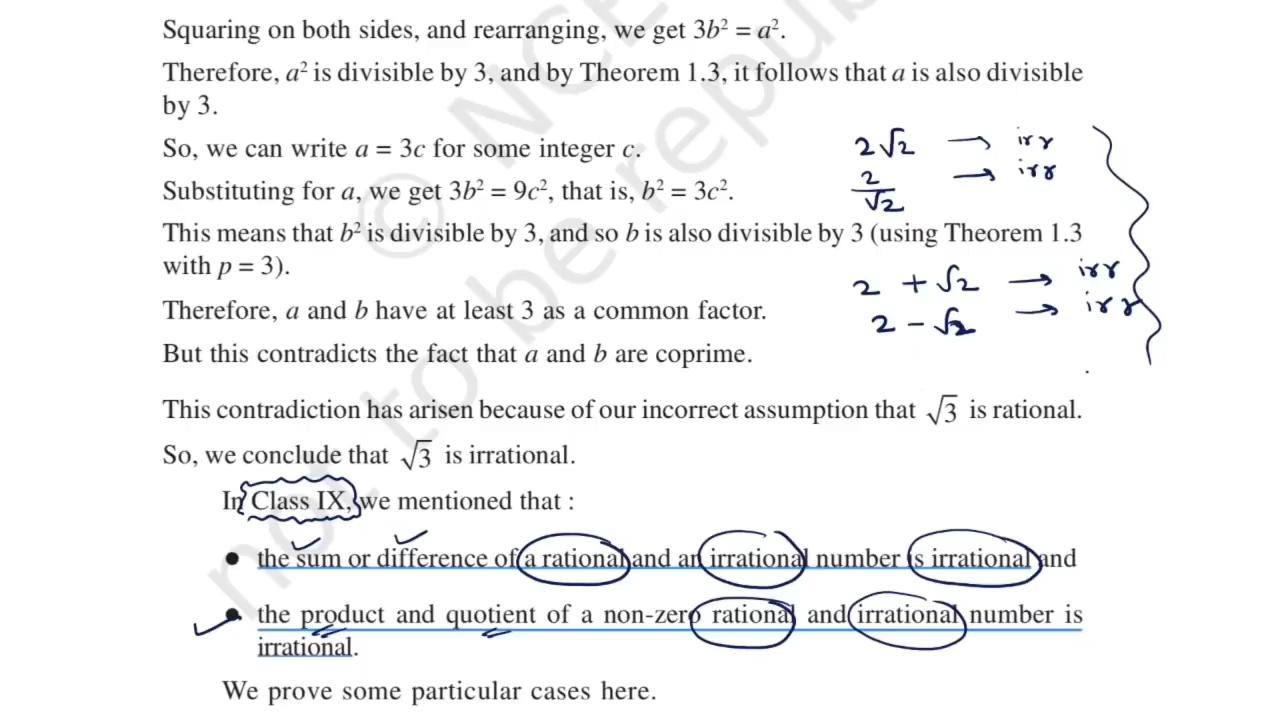 Squaring on both sides, and rearranging, we get 3b² = a².
Therefore, a² is divisible by 3, and by Theorem 1.3, it follows that a is also divisible
by 3.
So, we can write a = 3c for some integer c.
Substituting for a, we get 3b² = 9c², that is, b² = 3c².
This means that b² is divisible by 3, and so b is also divisible by 3 (using Theorem 1.3
with p = 3).
Therefore, a and b have at least 3 as a common factor.
But this contradicts the fact that a and b are coprime.
This contradiction has arisen because of our incorrect assumption that √3 is rational.
So, we conclude that √3 is irrational.
In Class IX, we mentioned that :
• the sum or difference of a rational and an irrational number is irrational and
• the product and quotient of a non-zero rational and irrational number is
irrational.
We prove some particular cases here.
2√2 → irr
2/√2 → irr
2 + √2 → irr
2 - √2 → irr
© NCE
not to be repub